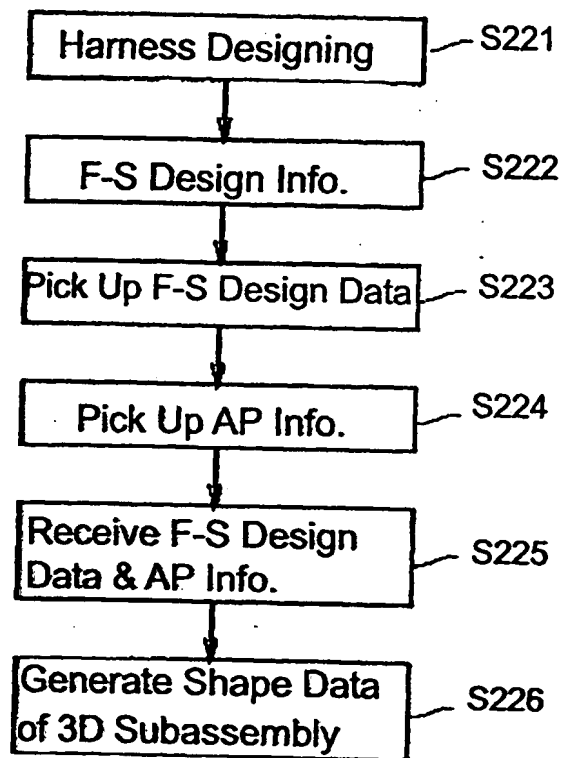 Harness Designing S221
F-S Design Info. S222
Pick Up F-S Design Data S223
Pick Up AP Info. S224
Receive F-S Design S225
Data & AP Info.
Generate Shape Data S226
of 3D Subassembly